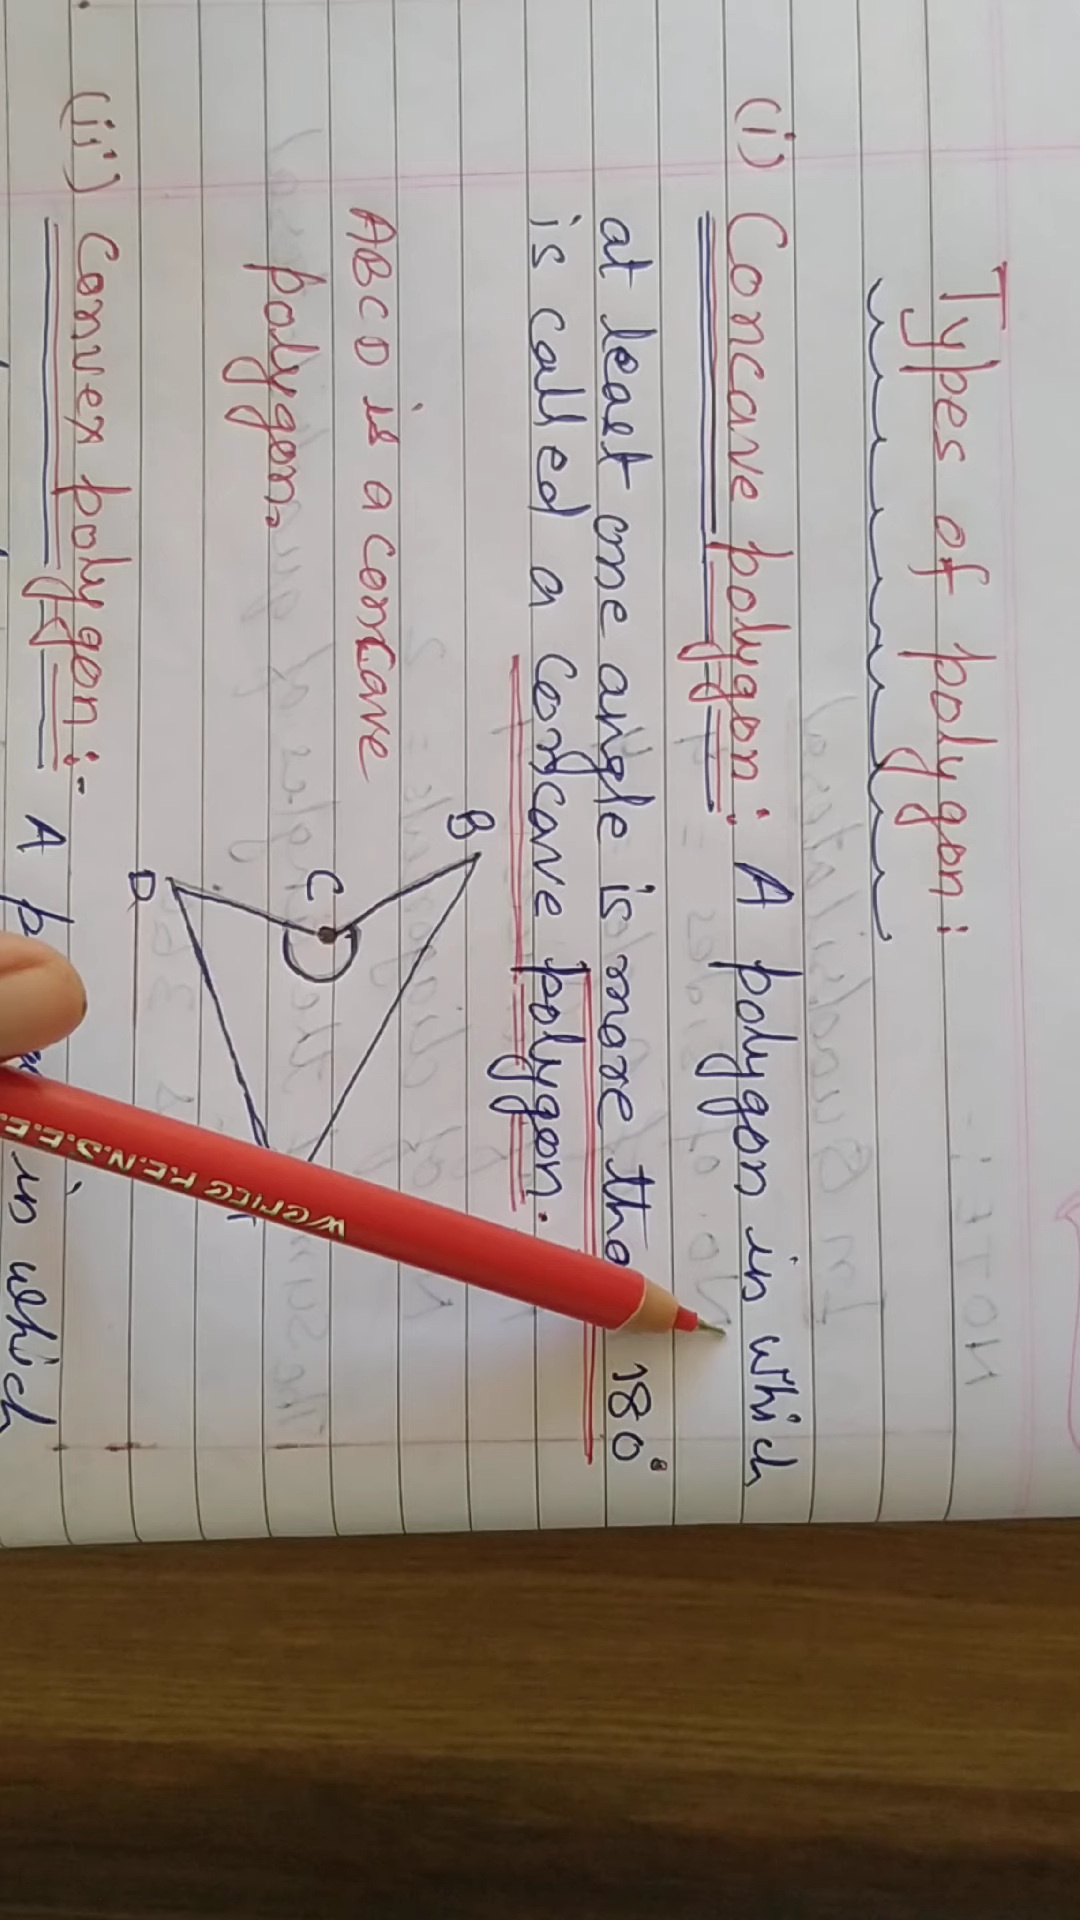 Types of polygon:
(i) Concave polygon: A polygon in which
at least one angle is more tha 180°
is called a concave polygon.
B
ABCD is a concave
C
polygon.
D
(ii) Convex polygon:- A p in which